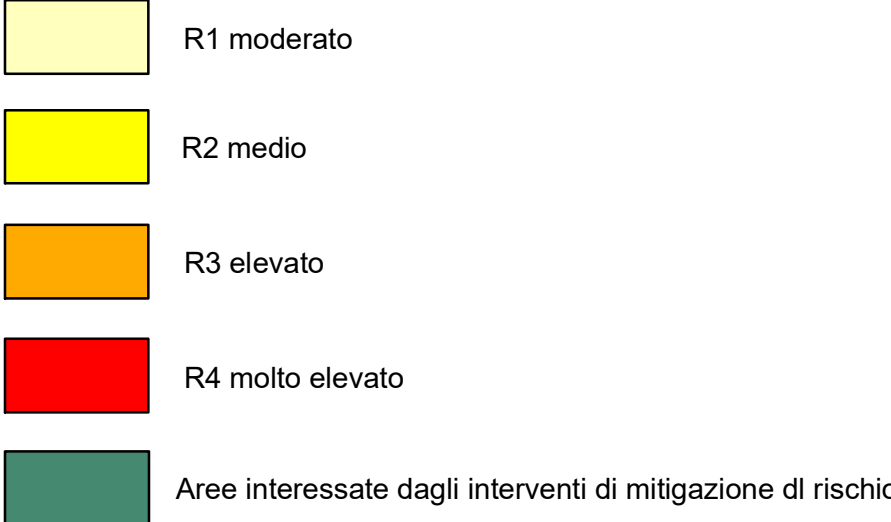 R1 moderato
R2 medio
R3 elevato
R4 molto elevato
Aree interessate dagli interventi di mitigazione dl rischio